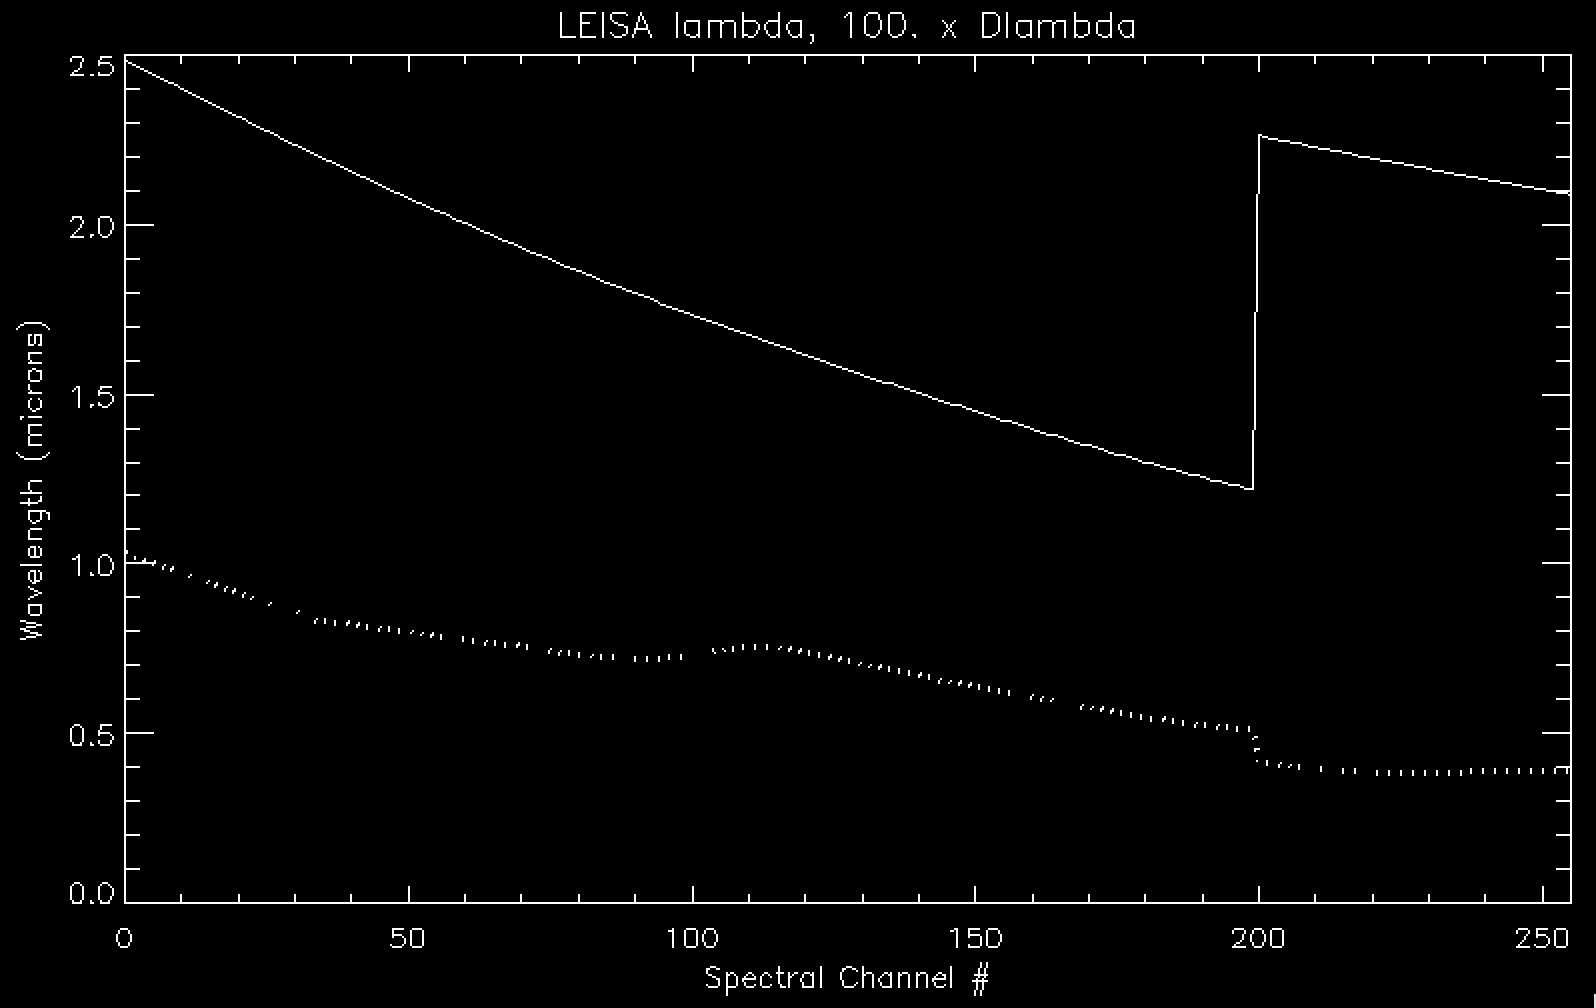 LEISA lambda, 100. x Dlambda
2.5
2.0
1.5
1.0
0.5
0.0
Wavelength (microns)
0 50 100 150 200 250
Spectral Channel #